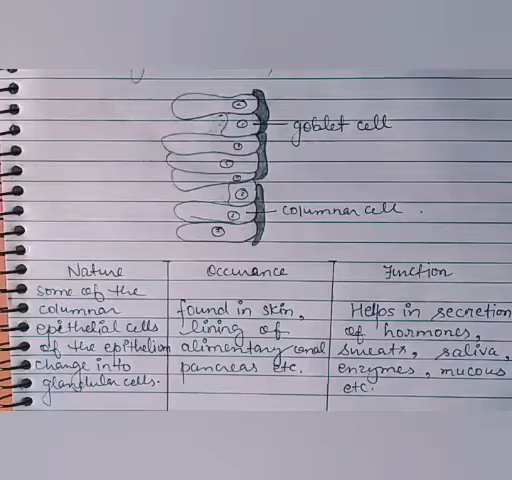 goblet cell
columnar cell.
Nature
some of the
columnar
epithelial cells
of the epithelion
change into
glandular cells.
Occurance
found in skin,
lining of
alimentary canal
pancreas etc.
Function
Helps in secretion
of hormones,
sweats, saliva,
enzymes, mucous
etc.